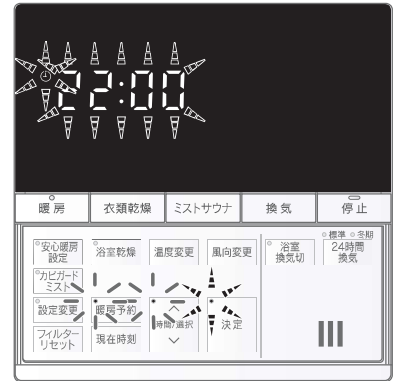 22:00
暖房 衣類乾燥 ミストサウナ 換気 停止
標準 冬期
安心暖房
設定
浴室乾燥 温度変更 風向変更
浴室
換気切
24時間
換気
カビガード
ミスト
設定変更 暖房予約 時間/選択 決定
フィルター
リセット
現在時刻